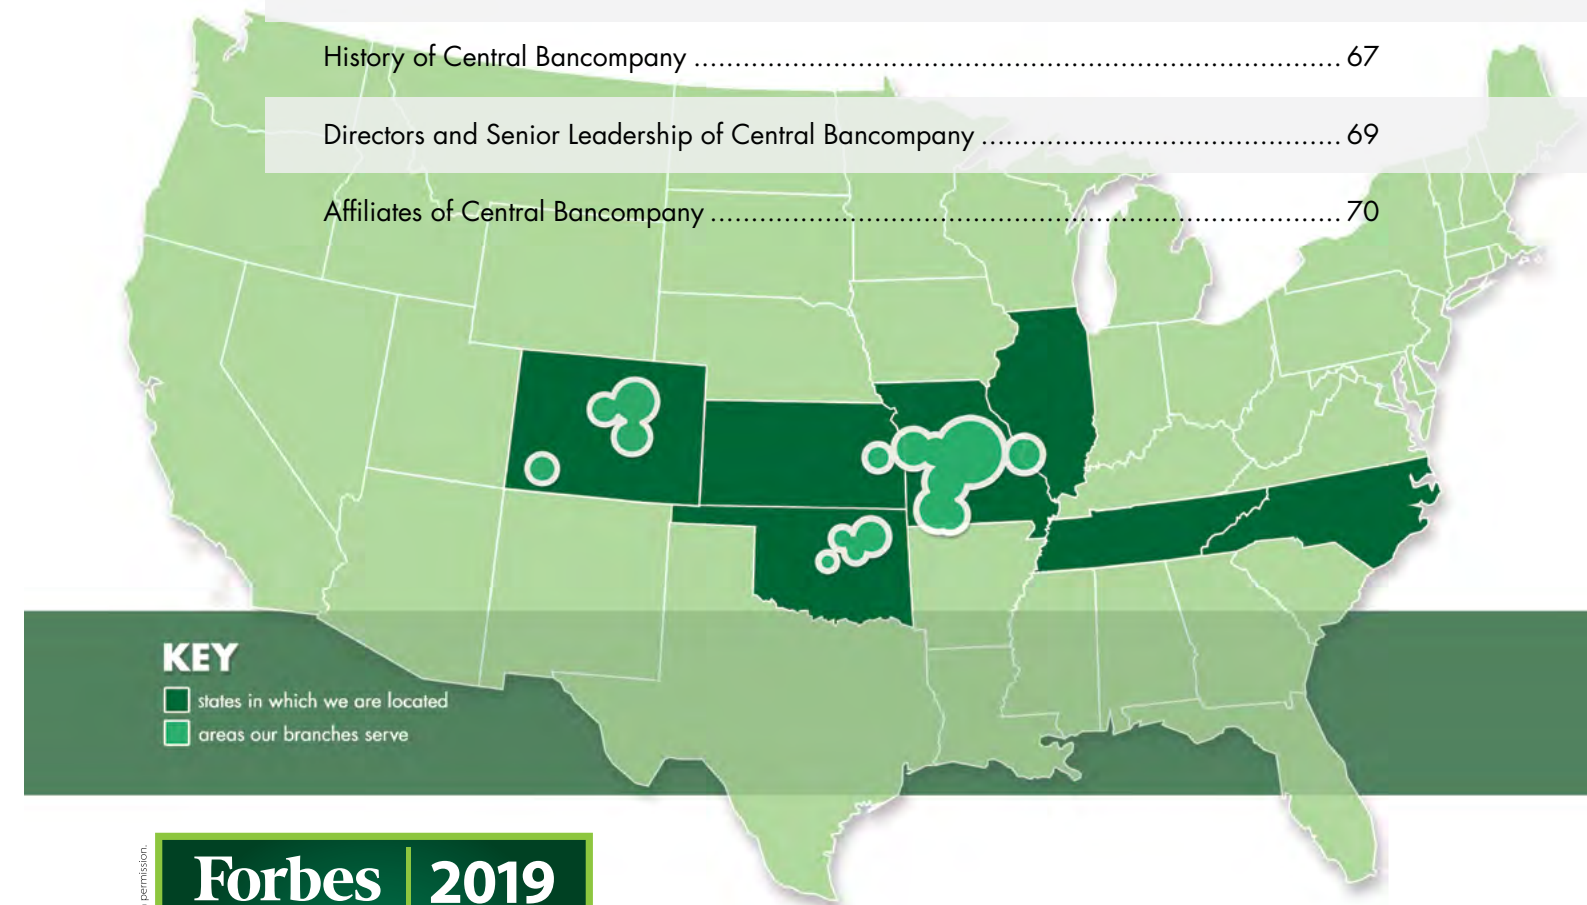 History of Central Bancompany ................................................................................ 67
Directors and Senior Leadership of Central Bancompany ............................................ 69
Affiliates of Central Bancompany .............................................................................. 70
KEY
states in which we are located
areas our branches serve
permission.
Forbes | 2019